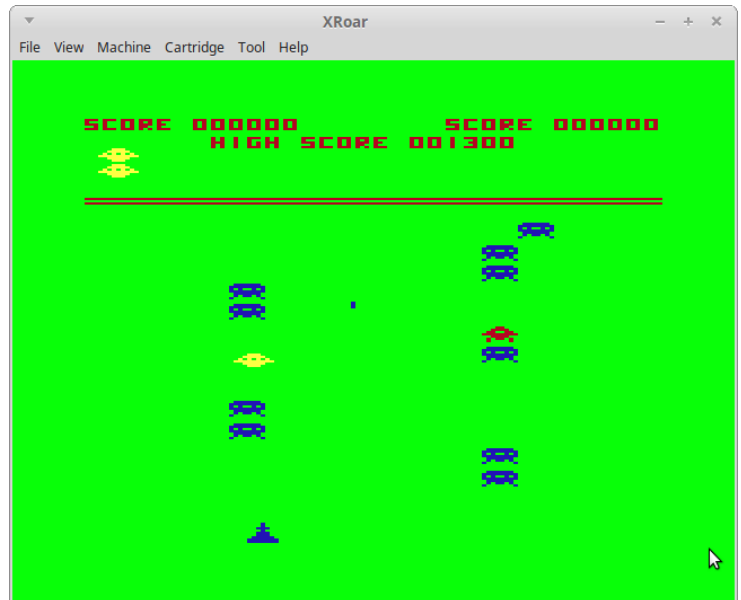 XRoar
File View Machine Cartridge Tool Help
SCORE 000000 SCORE 000000
HIGH SCORE 001300